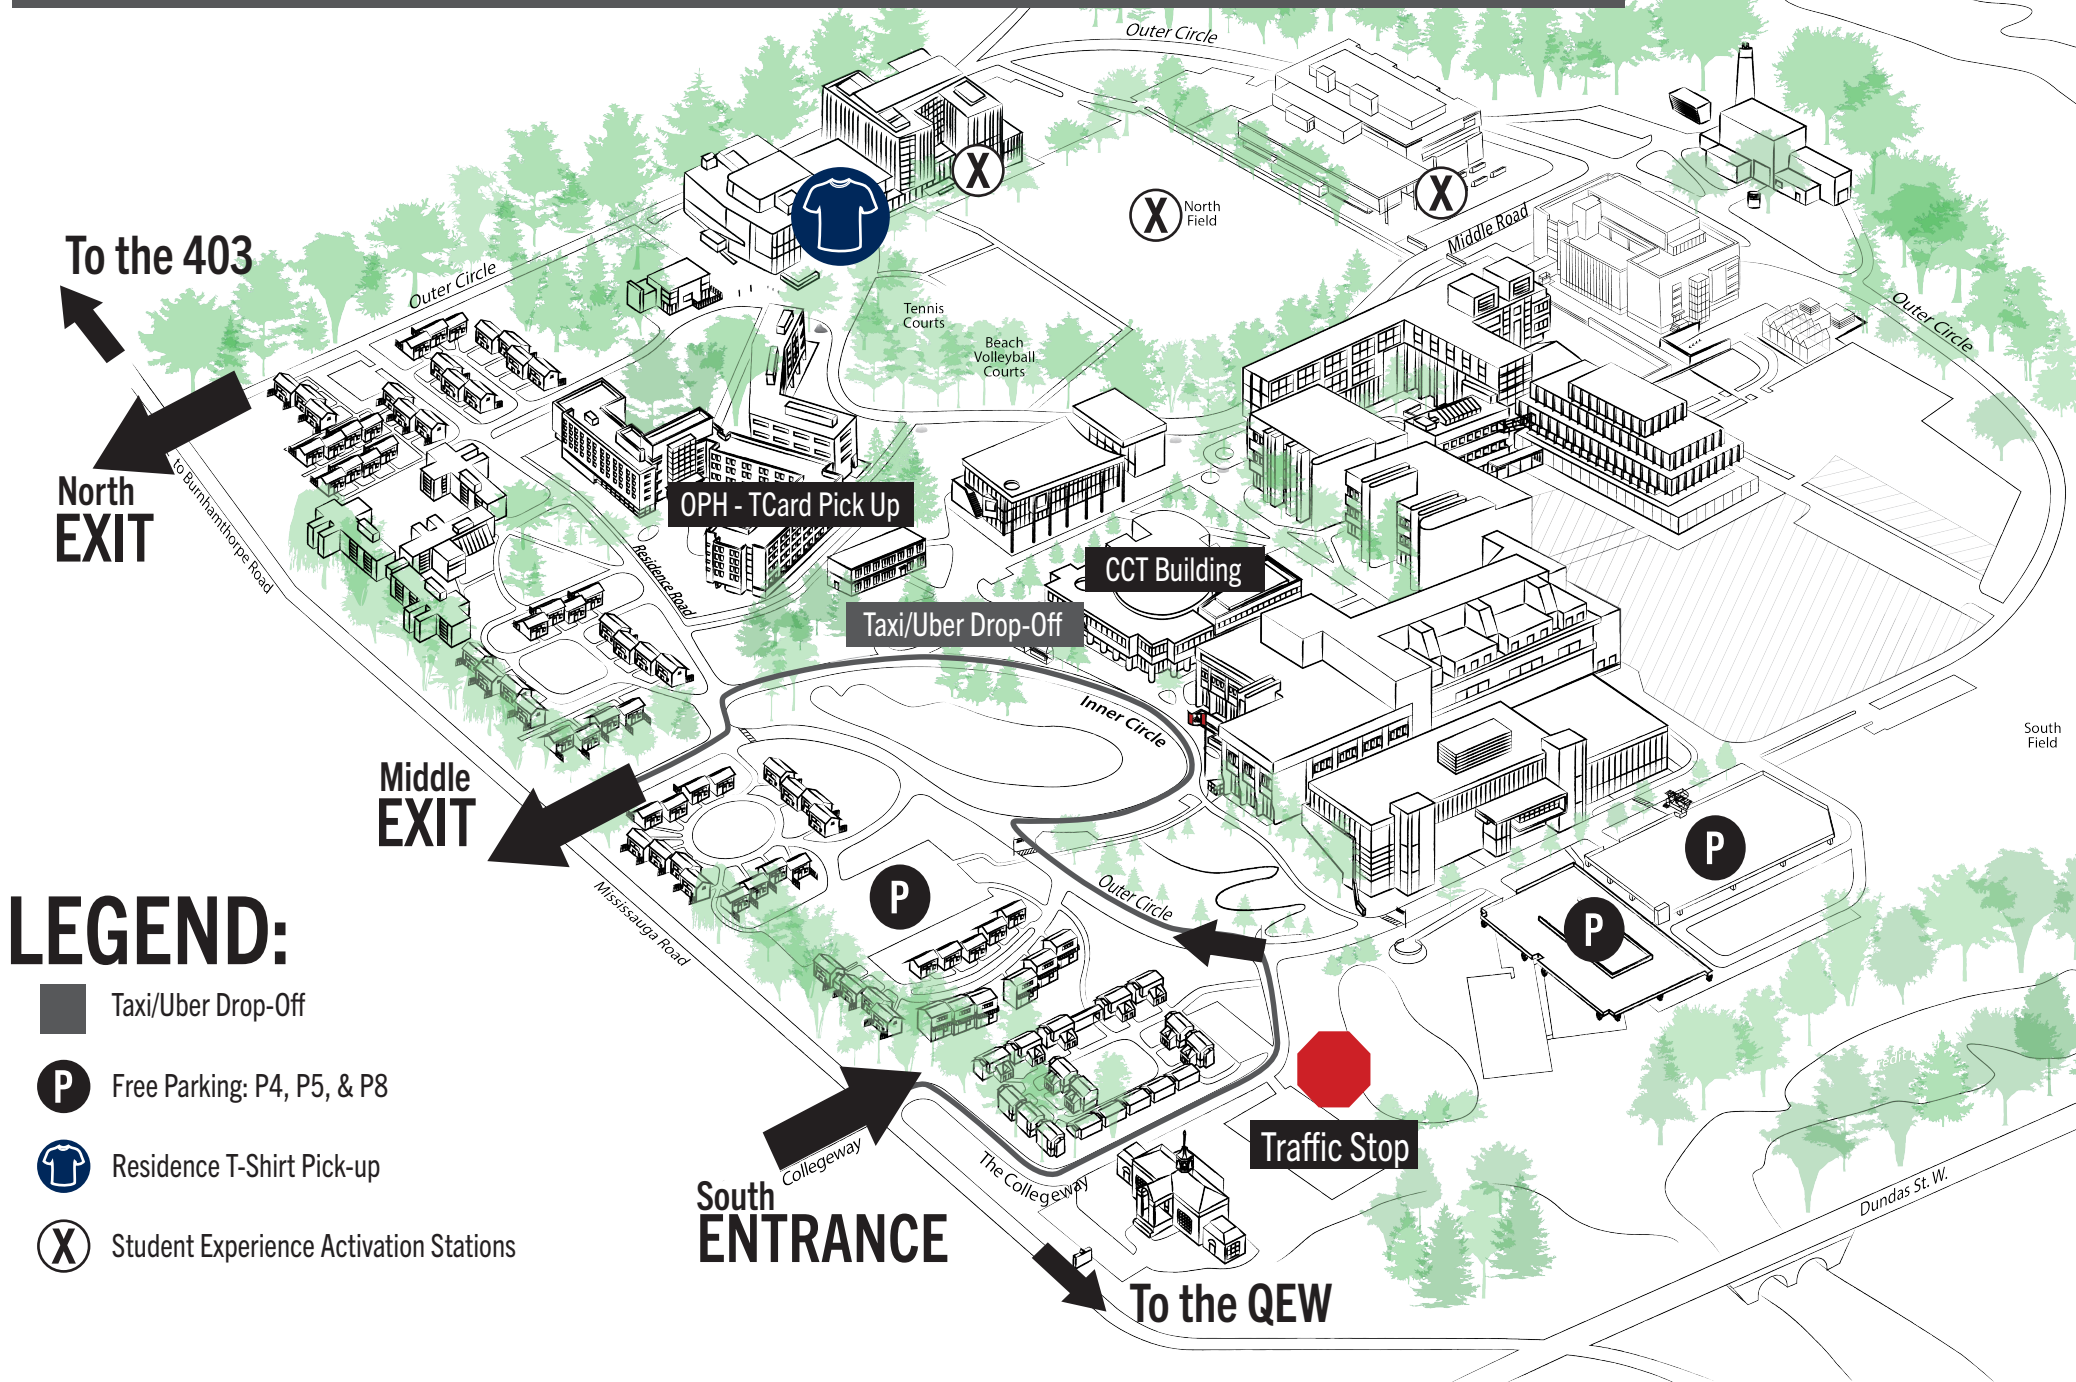 Outer Circle
X
X
X
North
Field
Middle Road
To the 403
Outer Circle
Tennis
Courts
Beach
Volleyball
Courts
Outer Circle
North
EXIT
to Burnhamthorpe Road
OPH - TCard Pick Up
Residence Road
CCT Building
Taxi/Uber Drop-Off
Inner Circle
South
Field
Middle
EXIT
P
P
P
Outer Circle
Mississauga Road
LEGEND:
Taxi/Uber Drop-Off
P
Free Parking: P4, P5, & P8
Residence T-Shirt Pick-up
X
Student Experience Activation Stations
Traffic Stop
Collegeway
The Collegeway
South
ENTRANCE
To the QEW
Dundas St. W.